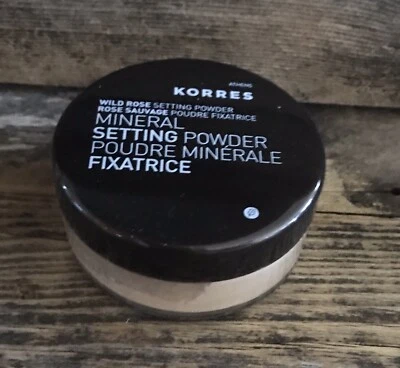 ATHENS
KORRES
WILD ROSE SETTING POWDER
ROSE SAUVAGE POUDRE FIXATRICE
MINERAL
SETTING POWDER
POUDRE MINÉRALE
FIXATRICE